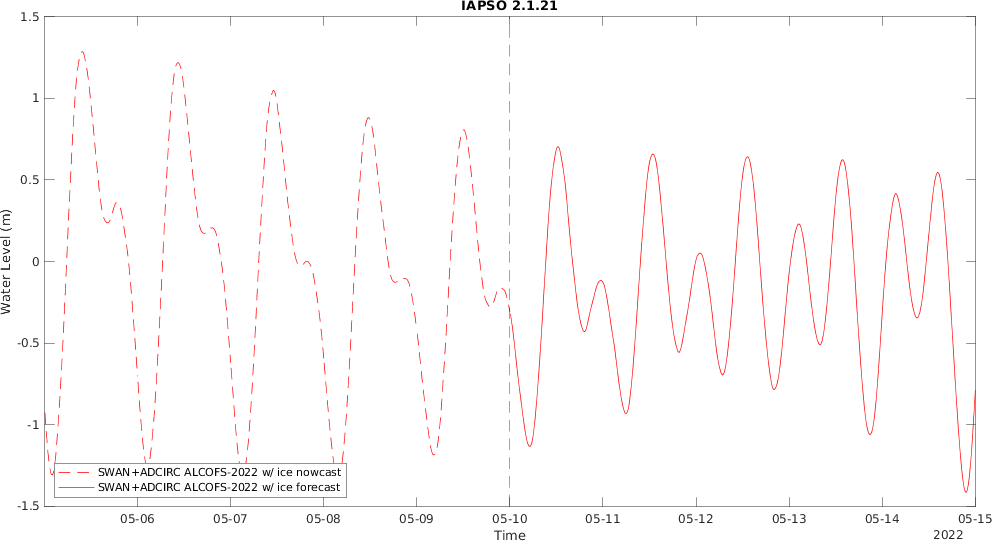 IAPSO 2.1.21
1.5
1
0.5
0
-0.5
-1
-1.5
Water Level (m)
SWAN+ADCIRC ALCOFS-2022 w/ ice nowcast
SWAN+ADCIRC ALCOFS-2022 w/ ice forecast
05-06 05-07 05-08 05-09 05-10 05-11 05-12 05-13 05-14 05-15
Time
2022